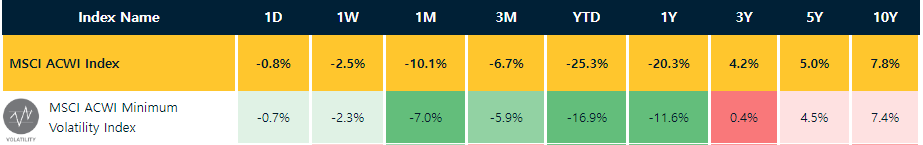 Index Name 1D 1W 1M 3M YTD 1Y 3Y 5Y 10Y
MSCI ACWI Index -0.8% -2.5% -10.1% -6.7% -25.3% -20.3% 4.2% 5.0% 7.8%
MSCI ACWI Minimum
Volatility Index -0.7% -2.3% -7.0% -5.9% -16.9% -11.6% 0.4% 4.5% 7.4%
VOLATILITY